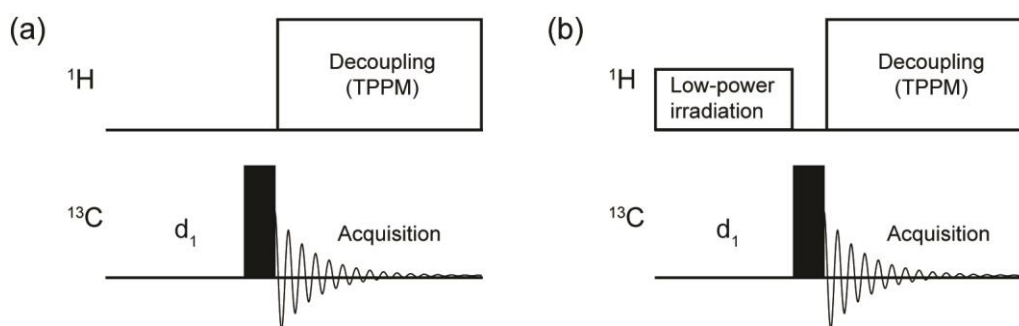 (a)
¹H
Decoupling
(TPPM)
¹³C
d₁
Acquisition
(b)
¹H
Low-power
irradiation
Decoupling
(TPPM)
¹³C
d₁
Acquisition